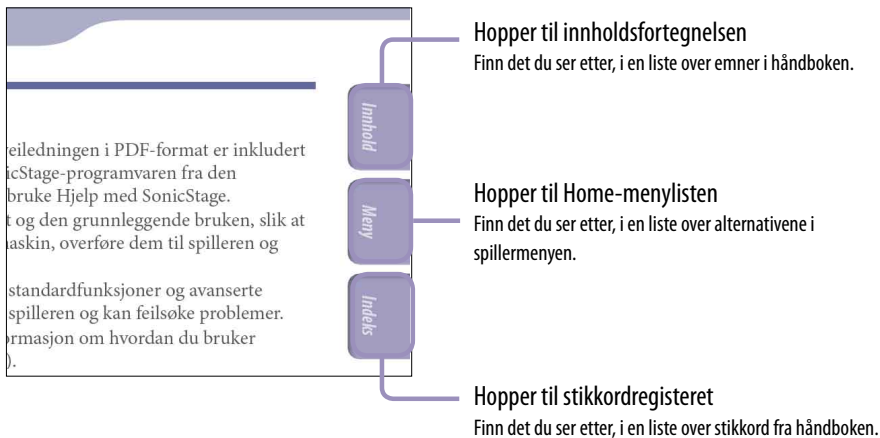 Hopper til innholdsfortegnelsen
Finn det du ser etter, i en liste over emner i håndboken.
Innhold
eiledningen i PDF-format er inkludert
icStage-programvaren fra den
bruke Hjelp med SonicStage.
t og den grunnleggende bruken, slik at
askin, overføre dem til spilleren og
Meny
Hopper til Home-menylisten
Finn det du ser etter, i en liste over alternativene i
spillermenyen.
standardfunksjoner og avanserte
spilleren og kan feilsøke problemer.
rmasjon om hvordan du bruker
).
Indeks
Hopper til stikkordregisteret
Finn det du ser etter, i en liste over stikkord fra håndboken.